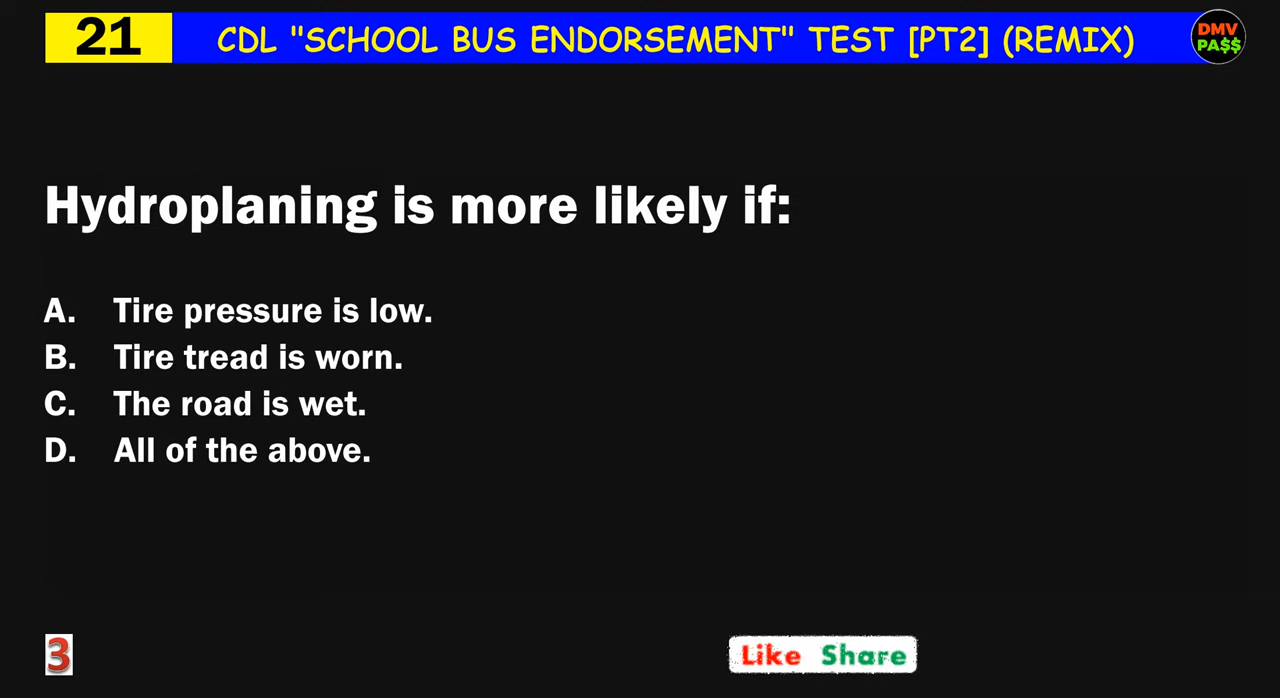 21
CDL "SCHOOL BUS ENDORSEMENT" TEST [PT2] (REMIX)
DMV
PA$$
Hydroplaning is more likely if:
A. Tire pressure is low.
B. Tire tread is worn.
C. The road is wet.
D. All of the above.
3
Like Share